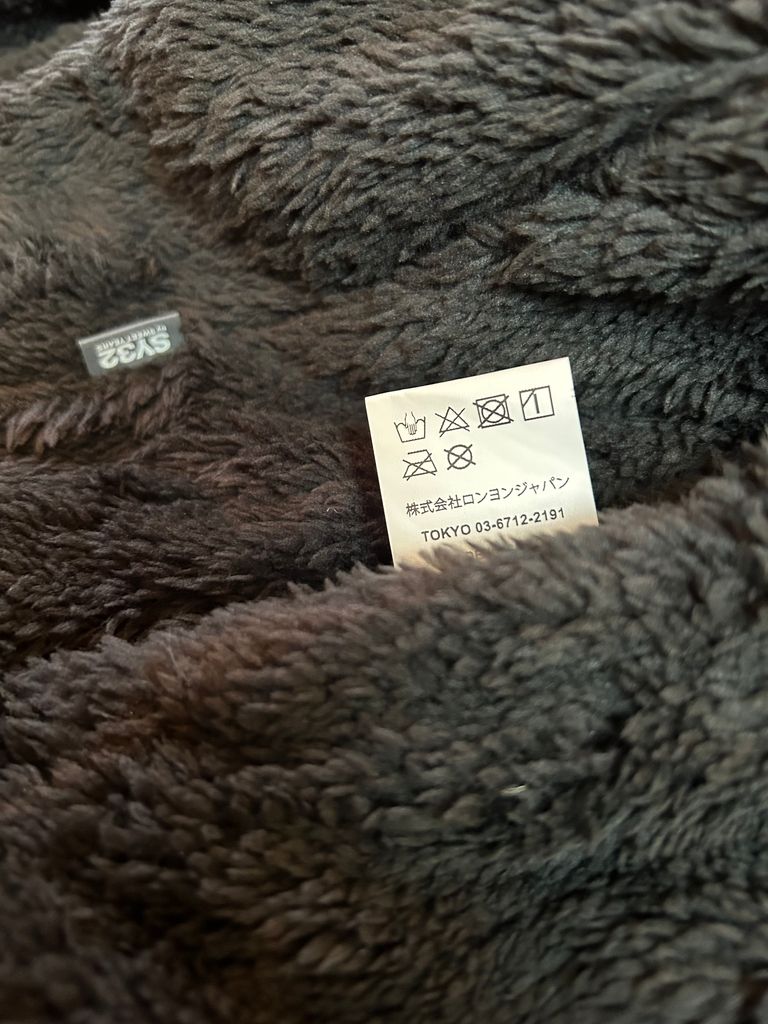 SY32
by SWEET YEARS
株式会社ロンヨンジャパン
TOKYO 03-6712-2191